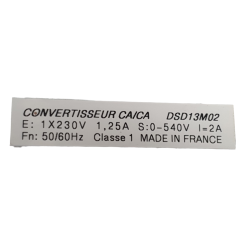 CONVERTISSEUR CA/CA DSD13M02
E: 1X230V 1,25A S:0-540V I=2A
Fn: 50/60Hz Classe 1 MADE IN FRANCE